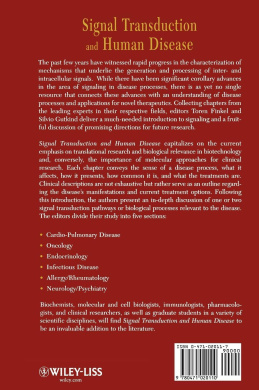 Signal Transduction
and Human Disease
The past few years have witnessed rapid progress in the characterization of
mechanisms that underlie the generation and processing of inter- and
intracellular signals. While there have been significant corollary advances
in the area of signaling in disease processes, there is as yet no single
resource that connects these advances with an understanding of disease
processes and applications for novel therapeutics. Collecting chapters from
the leading experts in their respective fields, editors Toren Finkel and
Silvio Gutkind deliver a much-needed introduction to signaling and a fruit-
ful discussion of promising directions for future research.
Signal Transduction and Human Disease capitalizes on the current
emphasis on translational research and biological relevance in biotechnology
and, conversely, the importance of molecular approaches for clinical
research. Each chapter conveys the sense of a disease process, what it
affects, how it presents, how common it is, and what the treatments are.
Clinical descriptions are not exhaustive but rather serve as an outline regard-
ing the disease's manifestations and current treatment options. Following
this introduction, the authors present an in-depth discussion of one or two
signal transduction pathways or biological processes relevant to the disease.
The editors divide their study into five sections:
• Cardio-Pulmonary Disease
• Oncology
• Endocrinology
• Infectious Disease
• Allergy/Rheumatology
• Neurology/Psychiatry
Biochemists, molecular and cell biologists, immunologists, pharmacolo-
gists, and clinical researchers, as well as graduate students in a variety of
scientific disciplines, will find Signal Transduction and Human Disease to
be an invaluable addition to the literature.
ISBN 0-471-02011-7
90000
9 780471 020110
WILEY-LISS
wiley.com